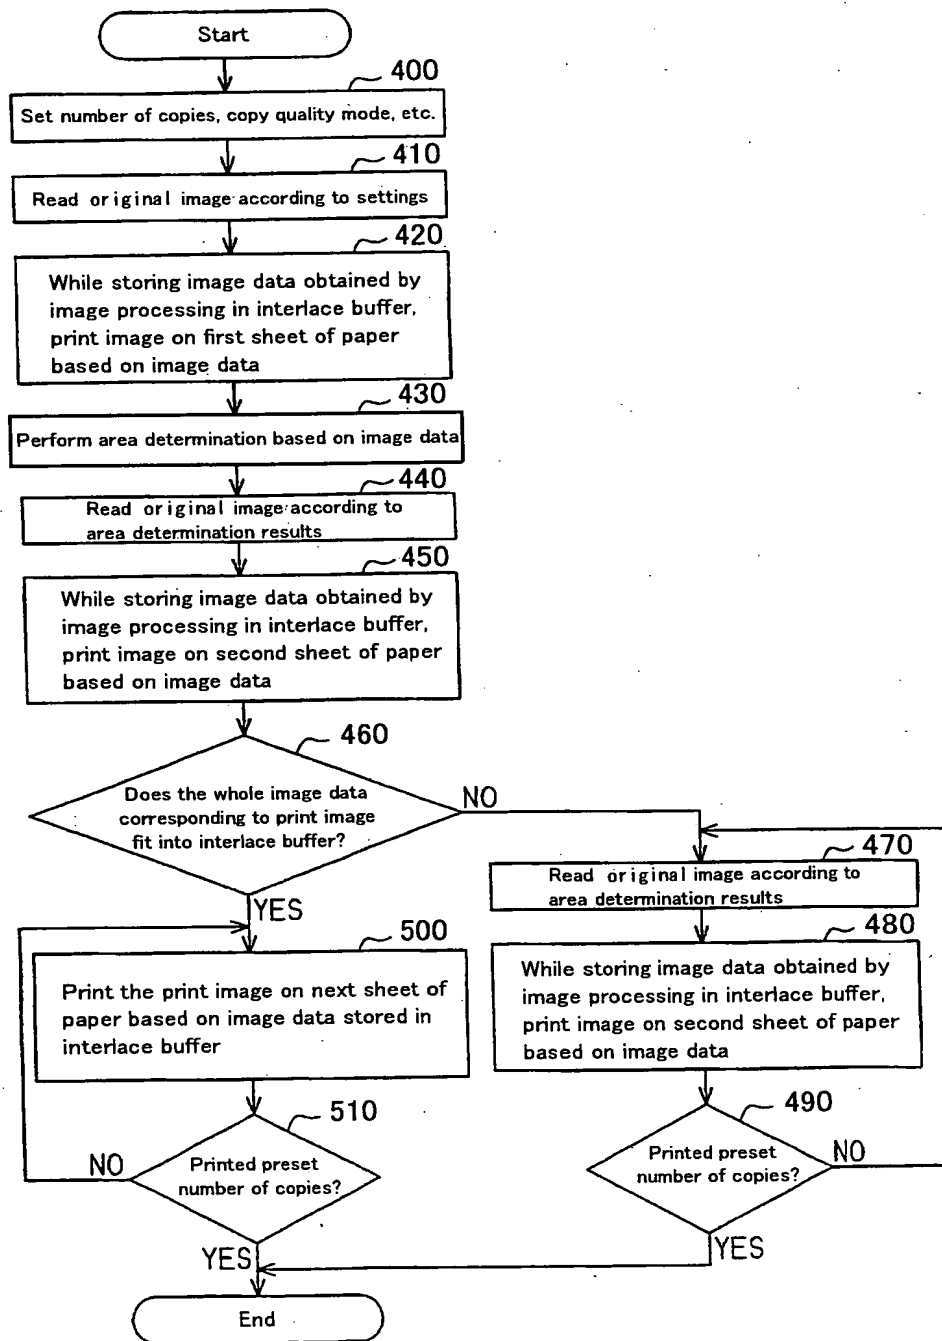 Start
400
Set number of copies, copy quality mode, etc.
410
Read original image according to settings
420
While storing image data obtained by
image processing in interlace buffer,
print image on first sheet of paper
based on image data
430
Perform area determination based on image data
440
Read original image according to
area determination results
450
While storing image data obtained by
image processing in interlace buffer,
print image on second sheet of paper
based on image data
460
Does the whole image data
corresponding to print image
fit into interlace buffer?
NO
YES
470
Read original image according to
area determination results
480
While storing image data obtained by
image processing in interlace buffer,
print image on second sheet of paper
based on image data
490
Printed preset
number of copies?
NO
YES
500
Print the print image on next sheet of
paper based on image data stored in
interlace buffer
510
Printed preset
number of copies?
NO
YES
End